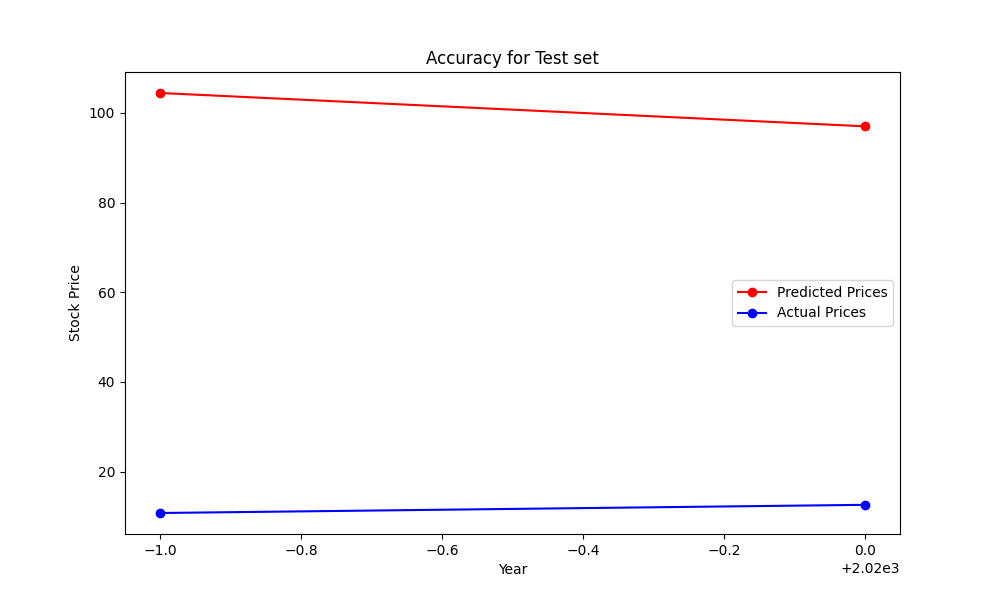 Accuracy for Test set
100
80
60
40
20
Stock Price
Predicted Prices
Actual Prices
−1.0
−0.8
−0.6
−0.4
−0.2
0.0
+2.02e3
Year